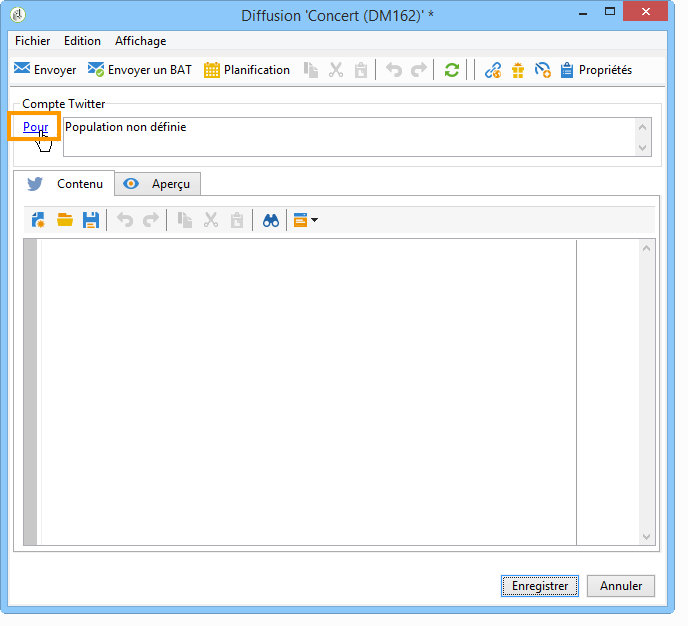 Diffusion 'Concert (DM162)' *
Fichier Edition Affichage
Envoyer Envoyer un BAT Planification Propriétés
Compte Twitter
Pour Population non définie
Contenu Aperçu
Enregistrer Annuler